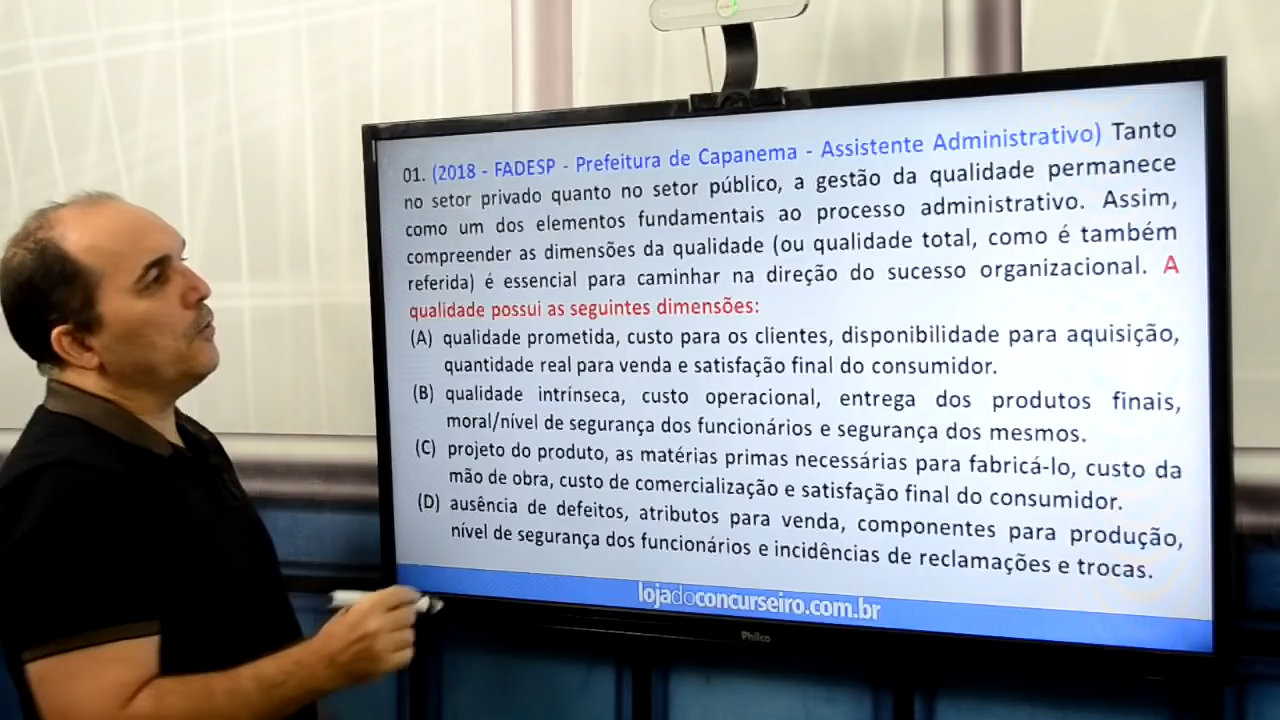 01. (2018 - FADESP - Prefeitura de Capanema - Assistente Administrativo) Tanto
no setor privado quanto no setor público, a gestão da qualidade permanece
como um dos elementos fundamentais ao processo administrativo. Assim,
compreender as dimensões da qualidade (ou qualidade total, como é também
referida) é essencial para caminhar na direção do sucesso organizacional. A
qualidade possui as seguintes dimensões:
(A) qualidade prometida, custo para os clientes, disponibilidade para aquisição,
quantidade real para venda e satisfação final do consumidor.
(B) qualidade intrínseca, custo operacional, entrega dos produtos finais,
moral/nível de segurança dos funcionários e segurança dos mesmos.
(C) projeto do produto, as matérias primas necessárias para fabricá-lo, custo da
mão de obra, custo de comercialização e satisfação final do consumidor.
(D) ausência de defeitos, atributos para venda, componentes para produção,
nível de segurança dos funcionários e incidências de reclamações e trocas.
lojadoconcurseiro.com.br
Philco